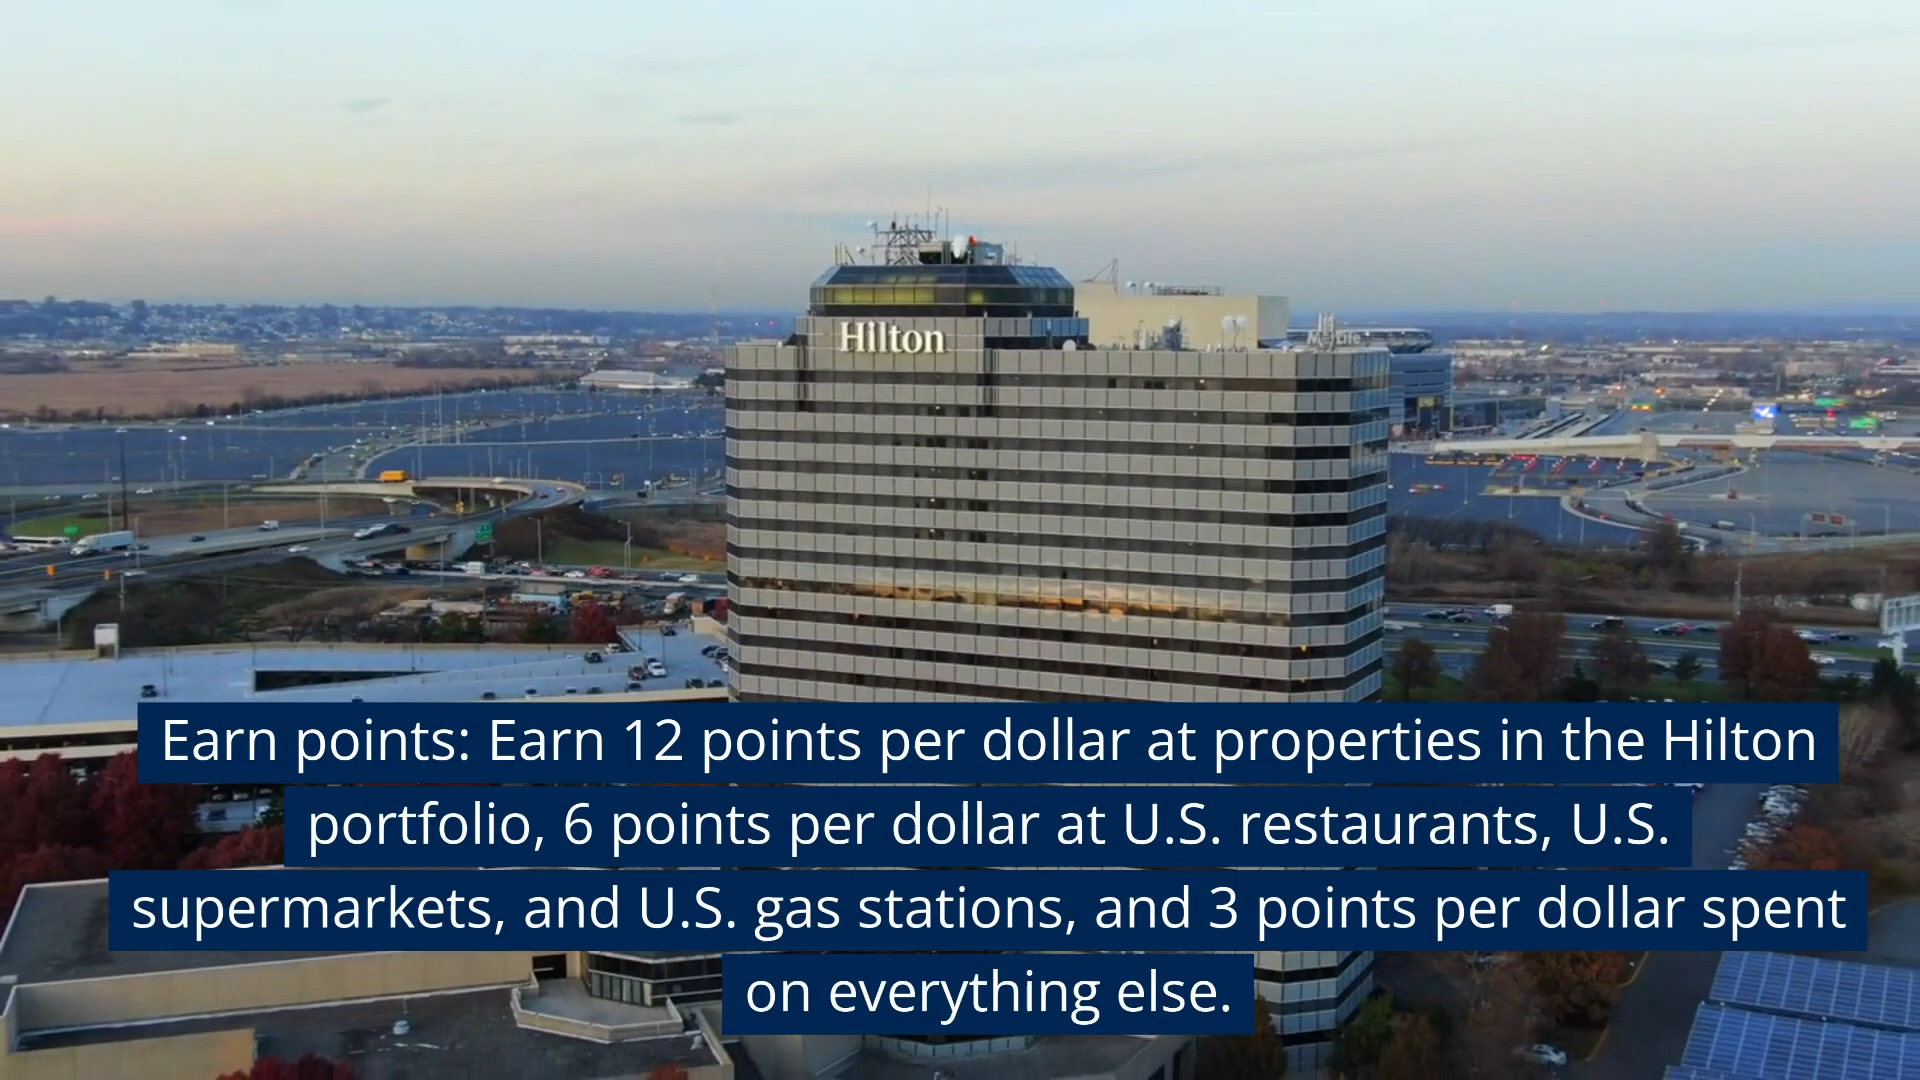 Hilton
MetLife
Earn points: Earn 12 points per dollar at properties in the Hilton
portfolio, 6 points per dollar at U.S. restaurants, U.S.
supermarkets, and U.S. gas stations, and 3 points per dollar spent
on everything else.